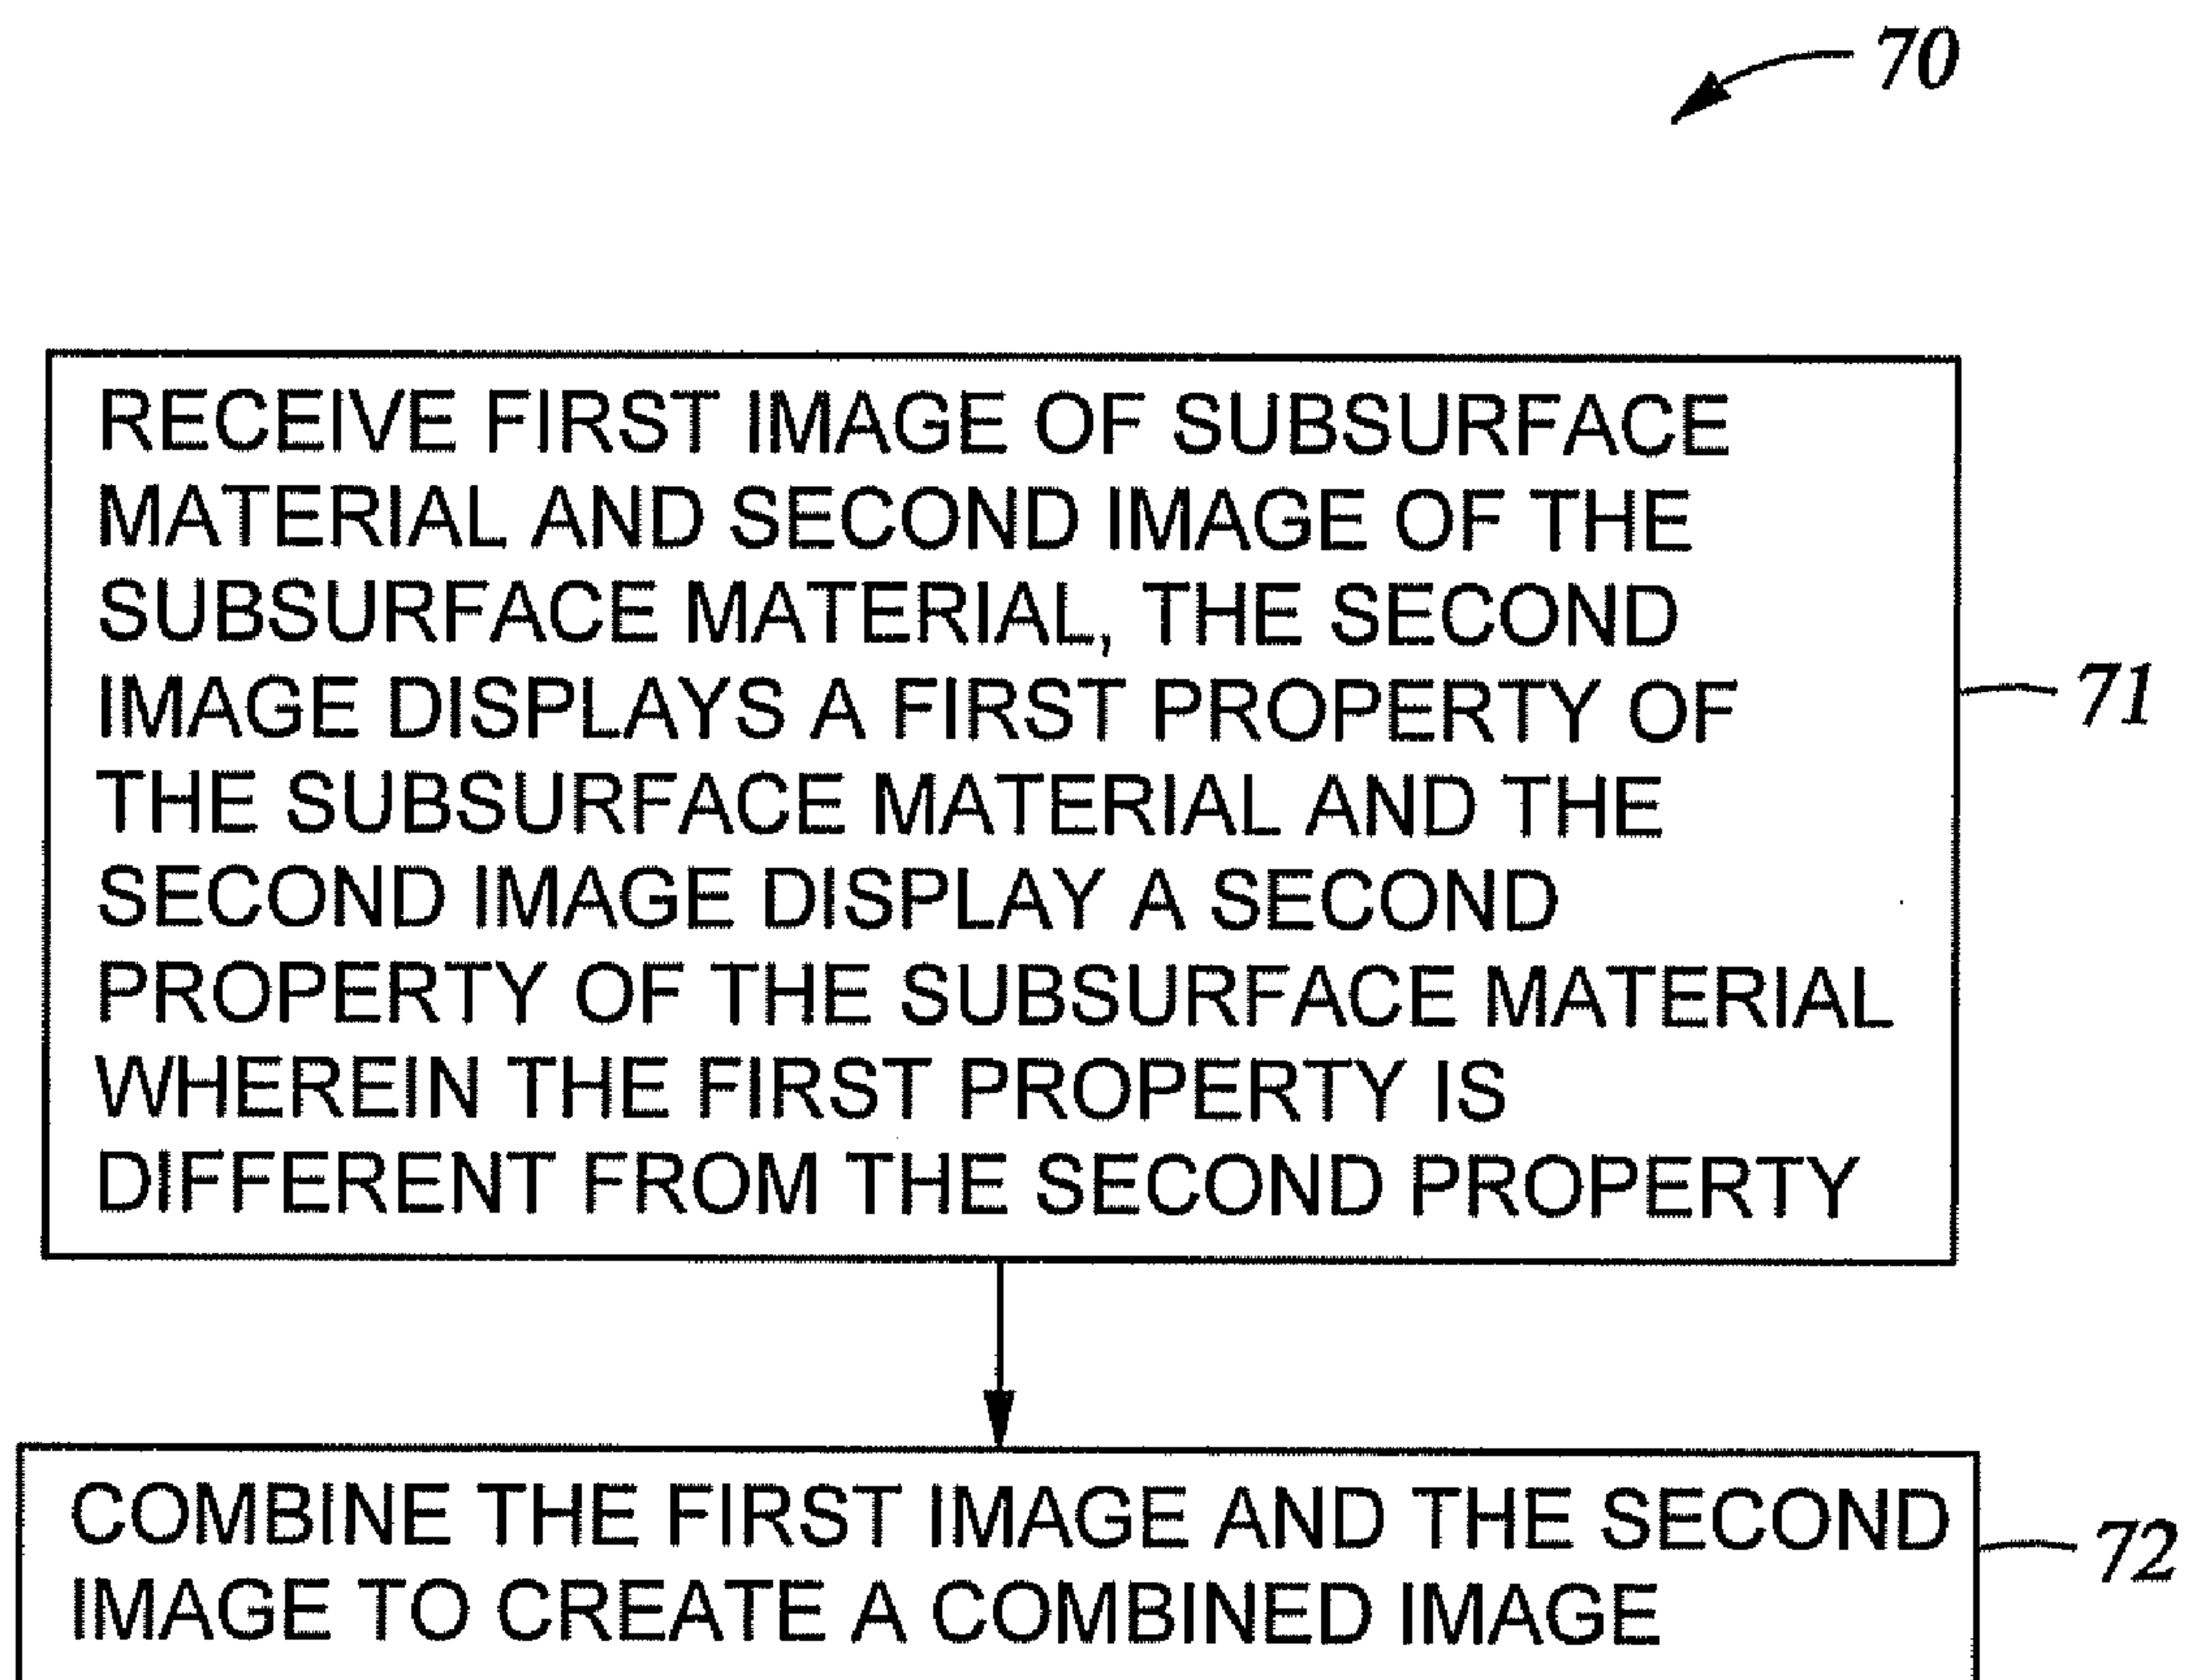 70
RECEIVE FIRST IMAGE OF SUBSURFACE
MATERIAL AND SECOND IMAGE OF THE
SUBSURFACE MATERIAL, THE SECOND
IMAGE DISPLAYS A FIRST PROPERTY OF
THE SUBSURFACE MATERIAL AND THE
SECOND IMAGE DISPLAY A SECOND
PROPERTY OF THE SUBSURFACE MATERIAL
WHEREIN THE FIRST PROPERTY IS
DIFFERENT FROM THE SECOND PROPERTY
71
COMBINE THE FIRST IMAGE AND THE SECOND
IMAGE TO CREATE A COMBINED IMAGE
72